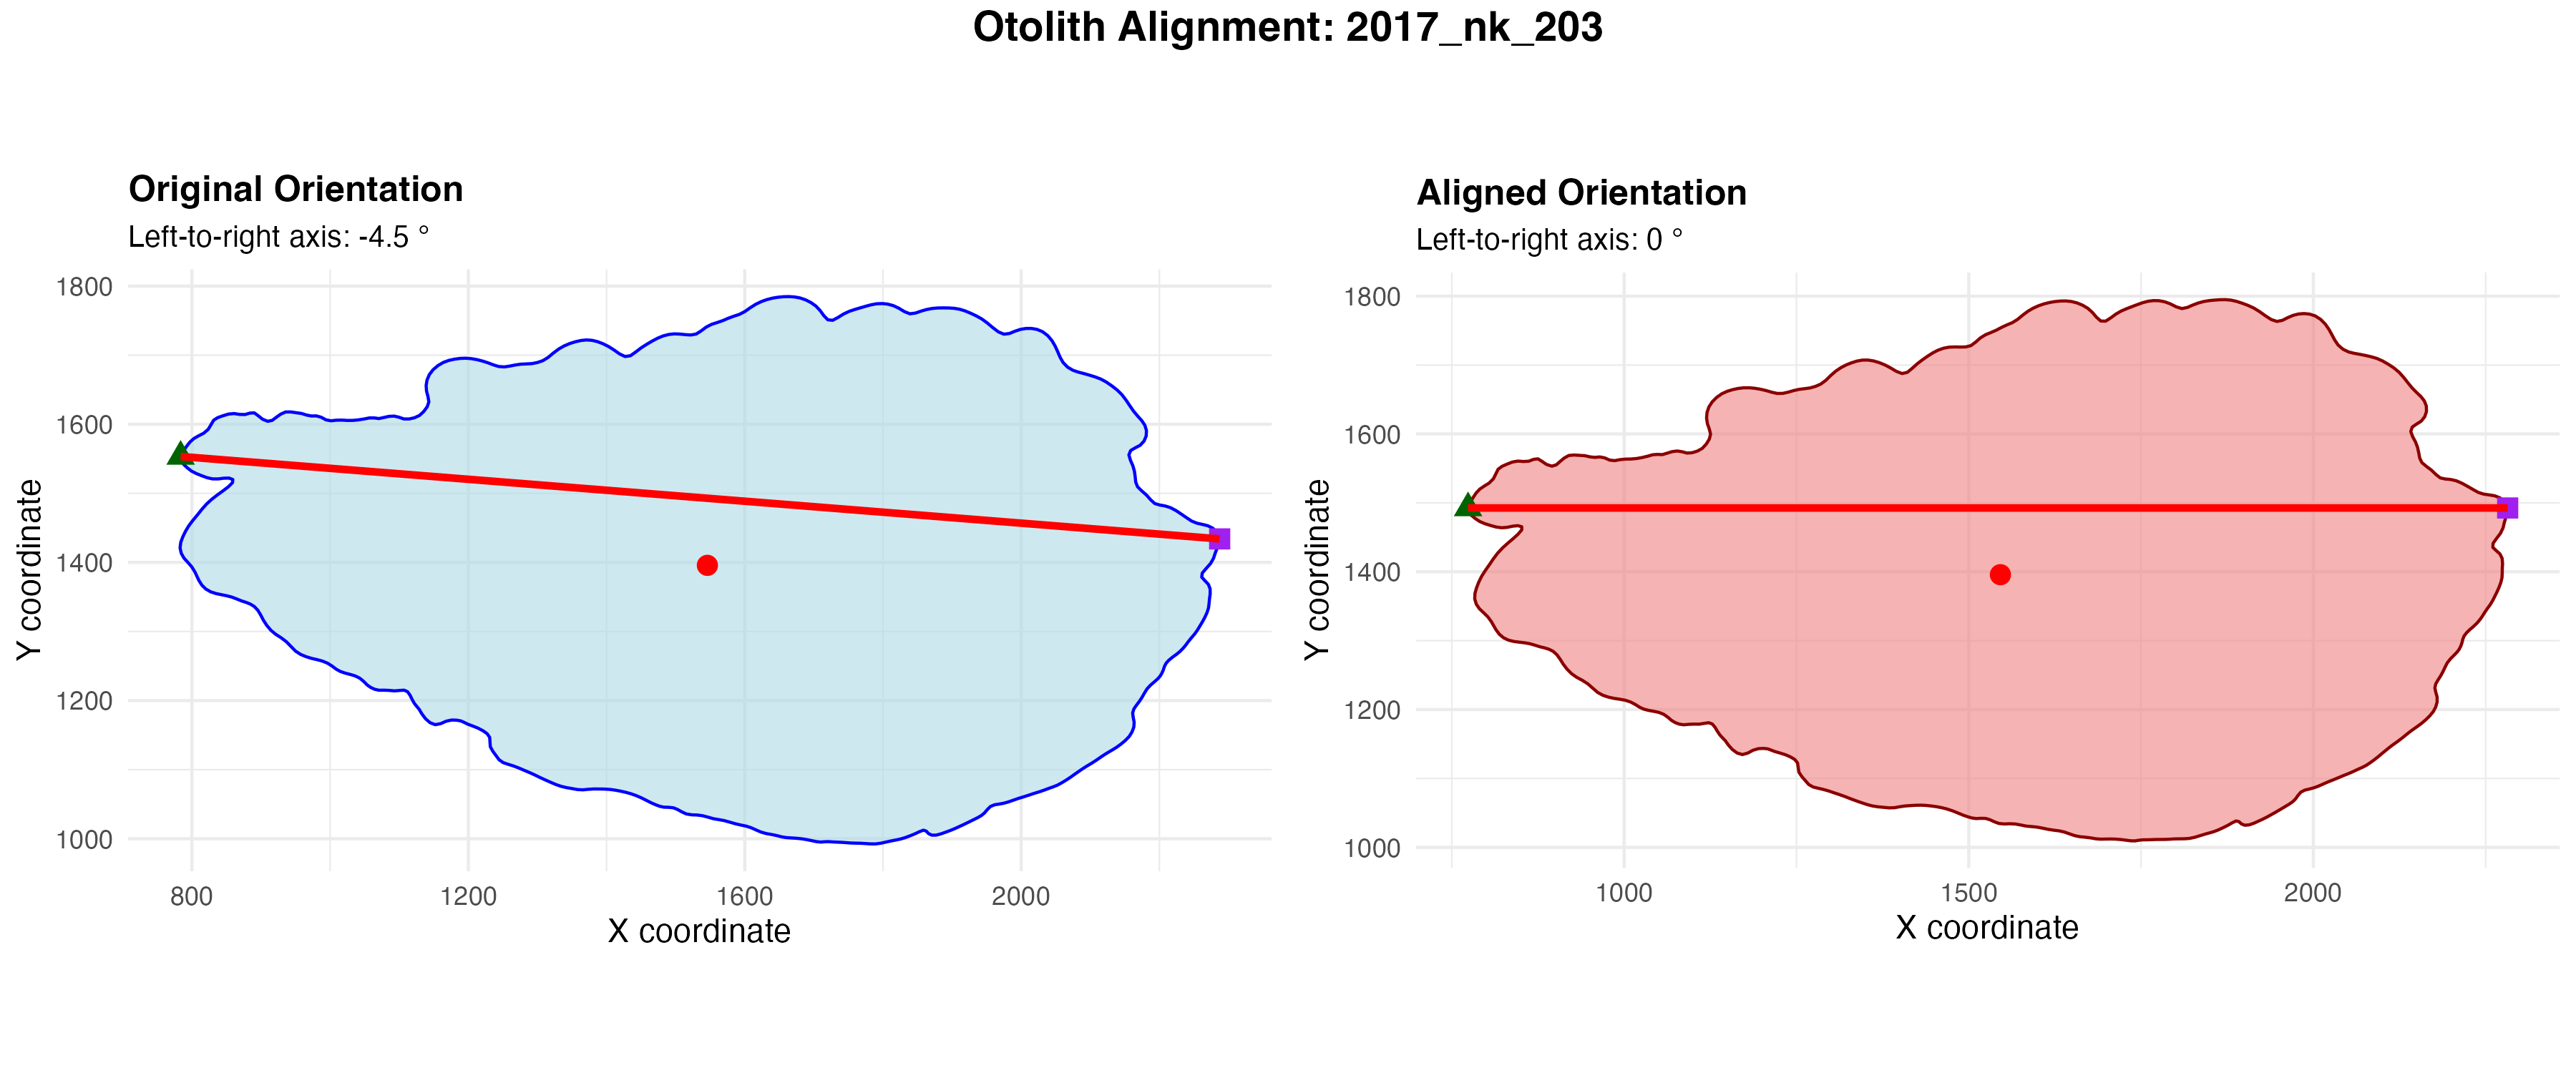 Otolith Alignment: 2017_nk_203
Original Orientation
Left-to-right axis: -4.5 °
1800
1600
1400
1200
1000
Y coordinate
800
1200
1600
2000
X coordinate
Aligned Orientation
Left-to-right axis: 0 °
1800
1600
1400
1200
1000
Y coordinate
1000
1500
2000
X coordinate